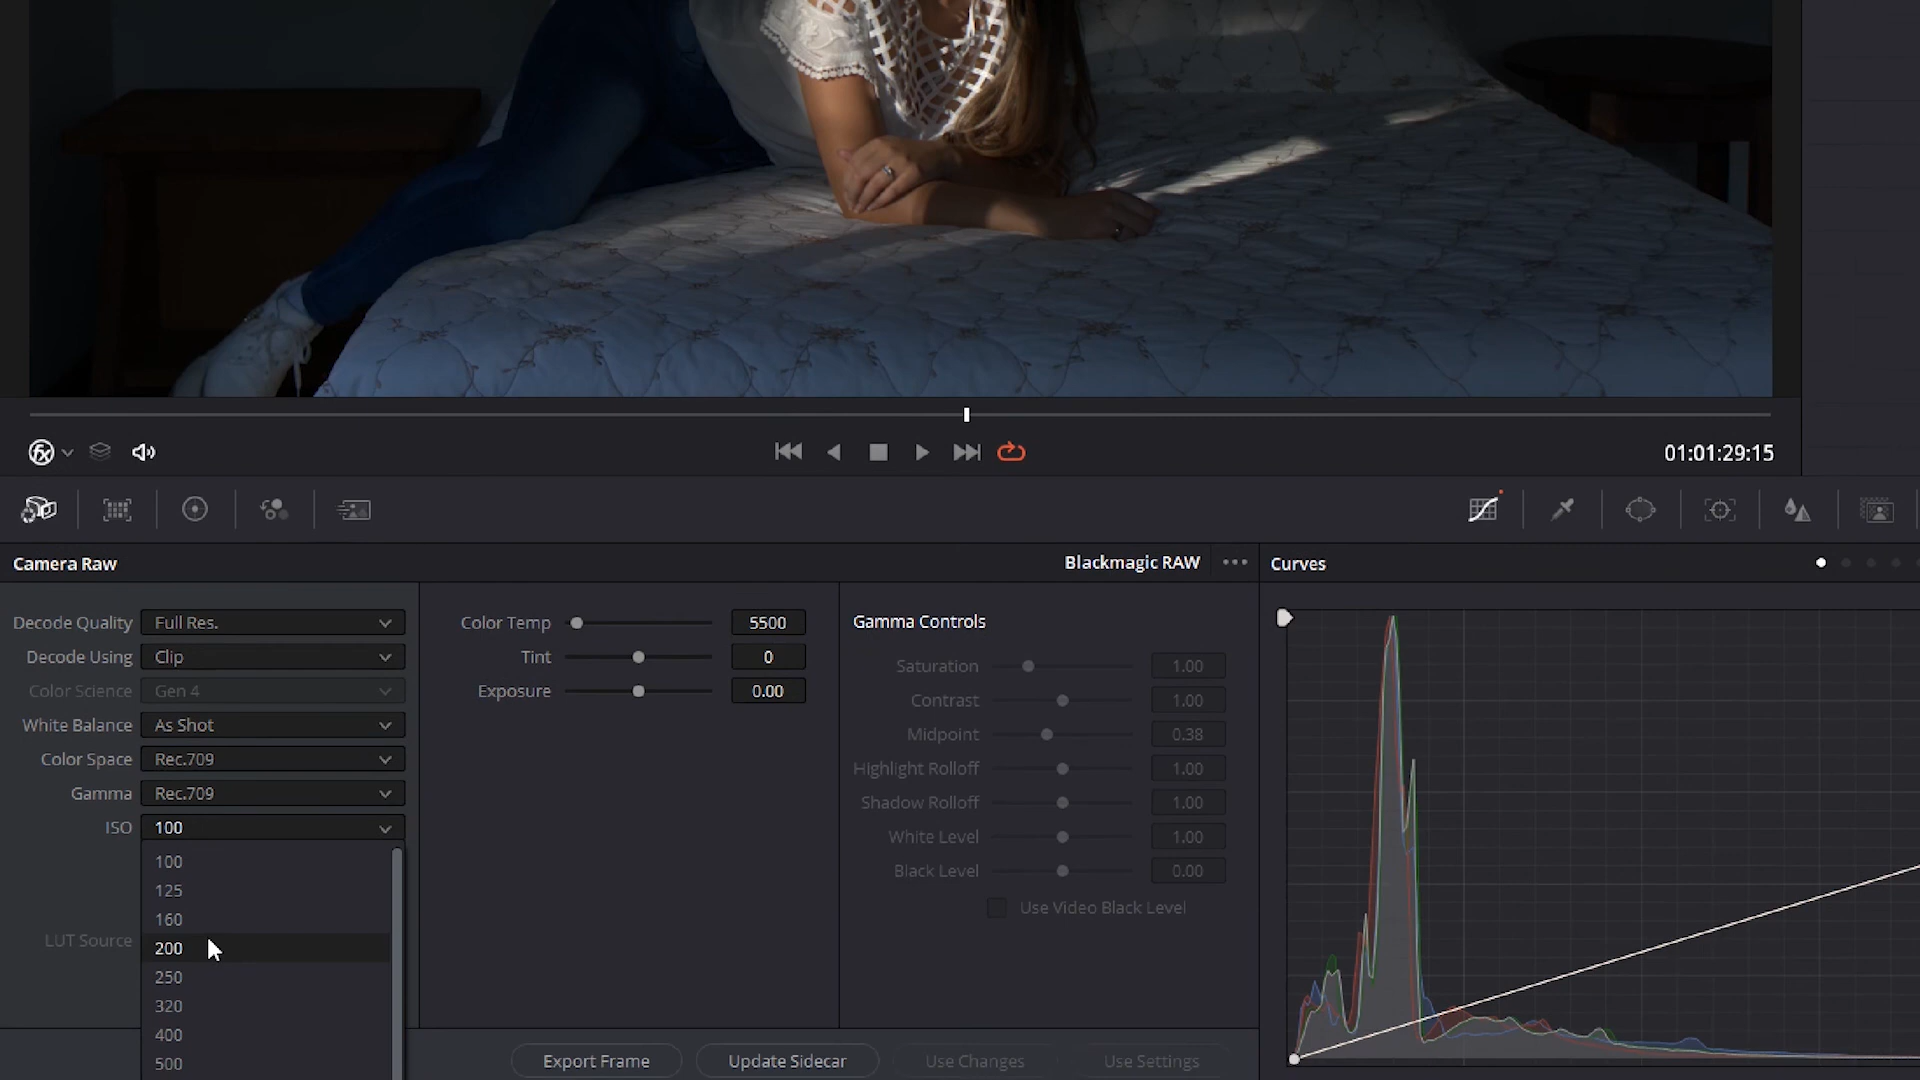 fx
01:01:29:15
Camera Raw
Blackmagic RAW
Curves
Decode Quality Full Res.
Decode Using Clip
Color Science Gen 4
White Balance As Shot
Color Space Rec.709
Gamma Rec.709
ISO 100
100
125
160
200
250
320
400
500
LUT Source
Color Temp 5500
Tint 0
Exposure 0.00
Gamma Controls
Saturation 1.00
Contrast 1.00
Midpoint 0.38
Highlight Rolloff 1.00
Shadow Rolloff 1.00
White Level 1.00
Black Level 0.00
Use Video Black Level
Export Frame
Update Sidecar
Use Changes
Use Settings